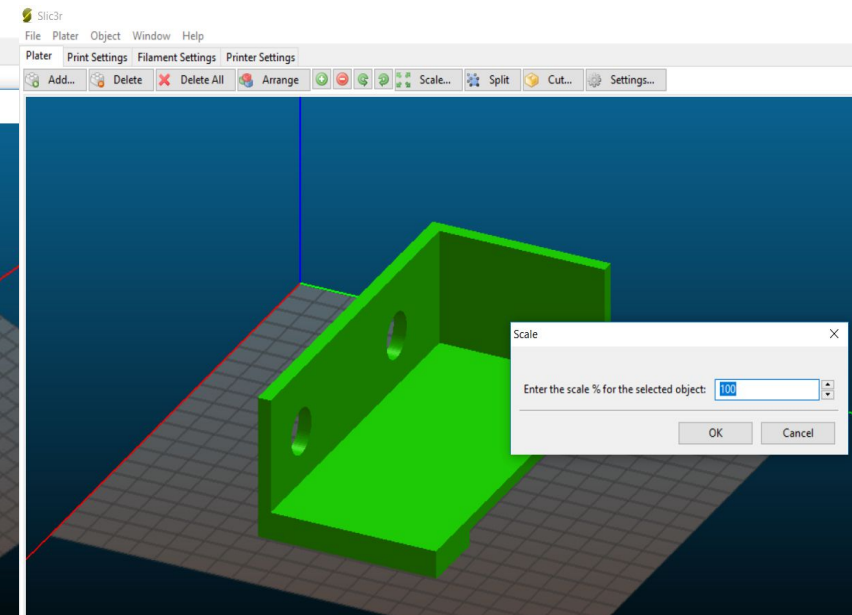 Slic3r
File Plater Object Window Help
Plater Print Settings Filament Settings Printer Settings
Add... Delete Delete All Arrange Scale... Split Cut... Settings...
Scale
Enter the scale % for the selected object: 100
OK Cancel